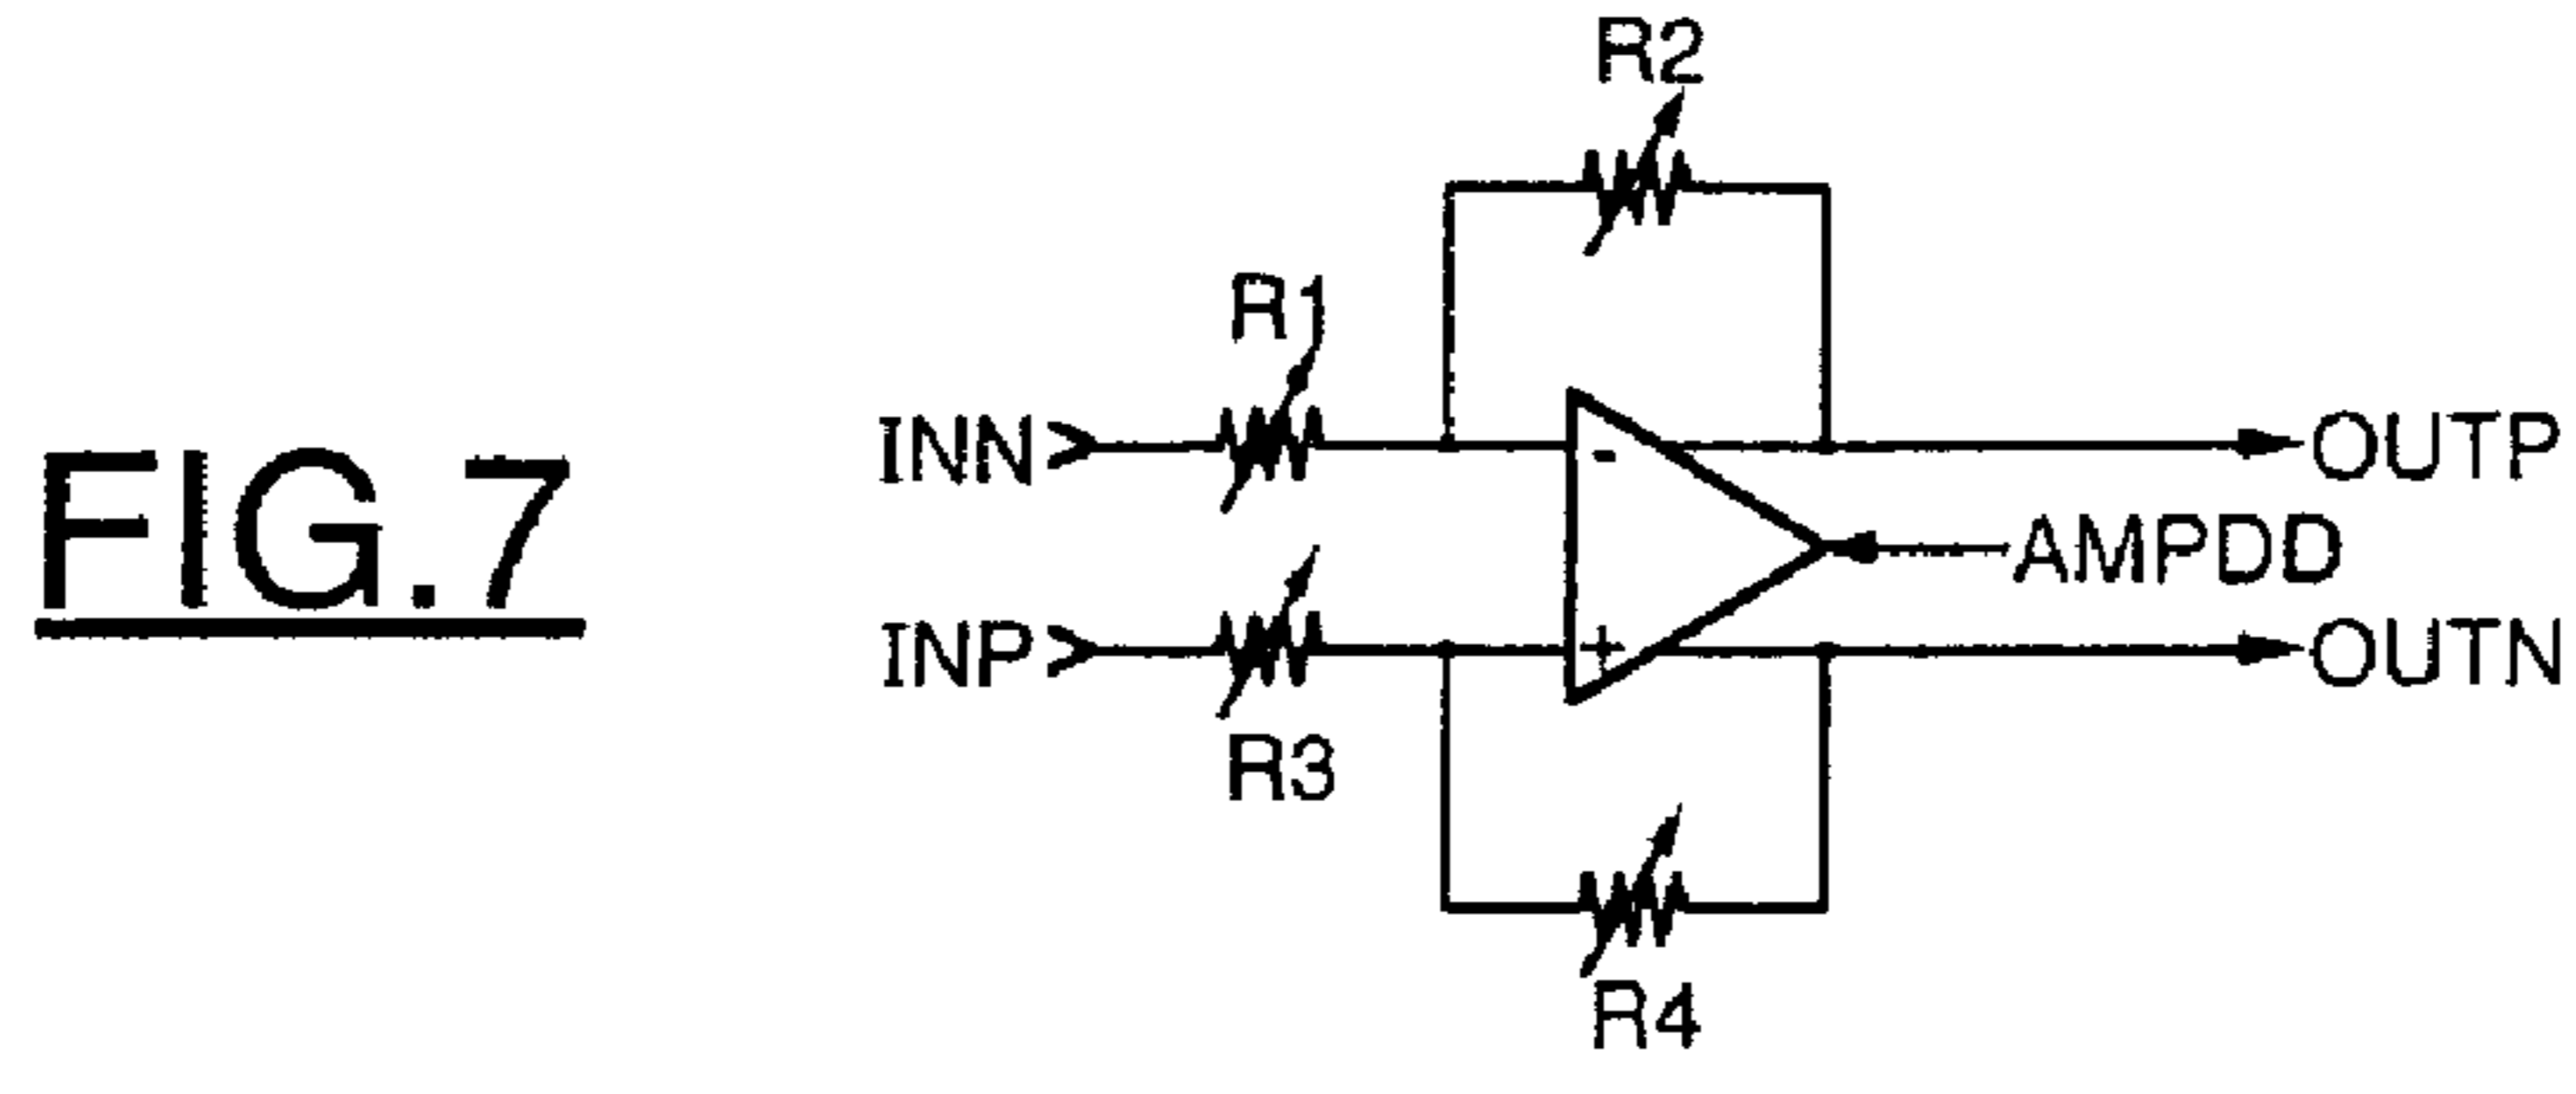 FIG.7
R2
R1
INN
-
OUTP
AMPDD
INP
+
OUTN
R3
R4